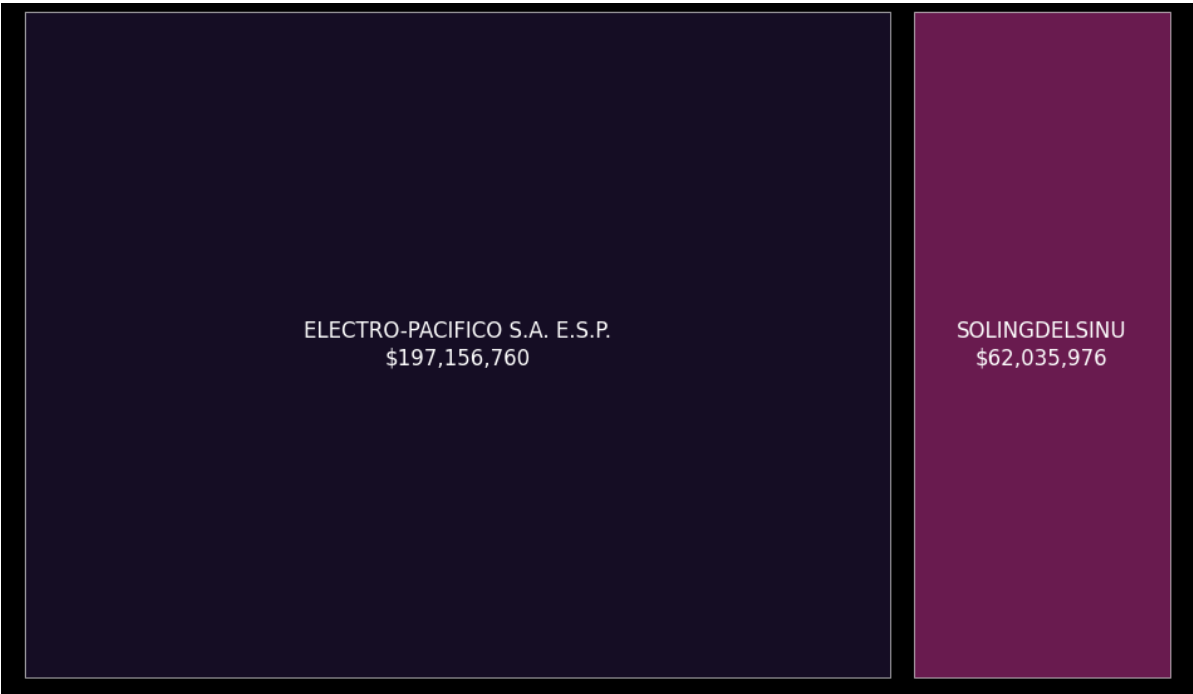 ELECTRO-PACIFICO S.A. E.S.P.
$197,156,760
SOLINGDELSINU
$62,035,976